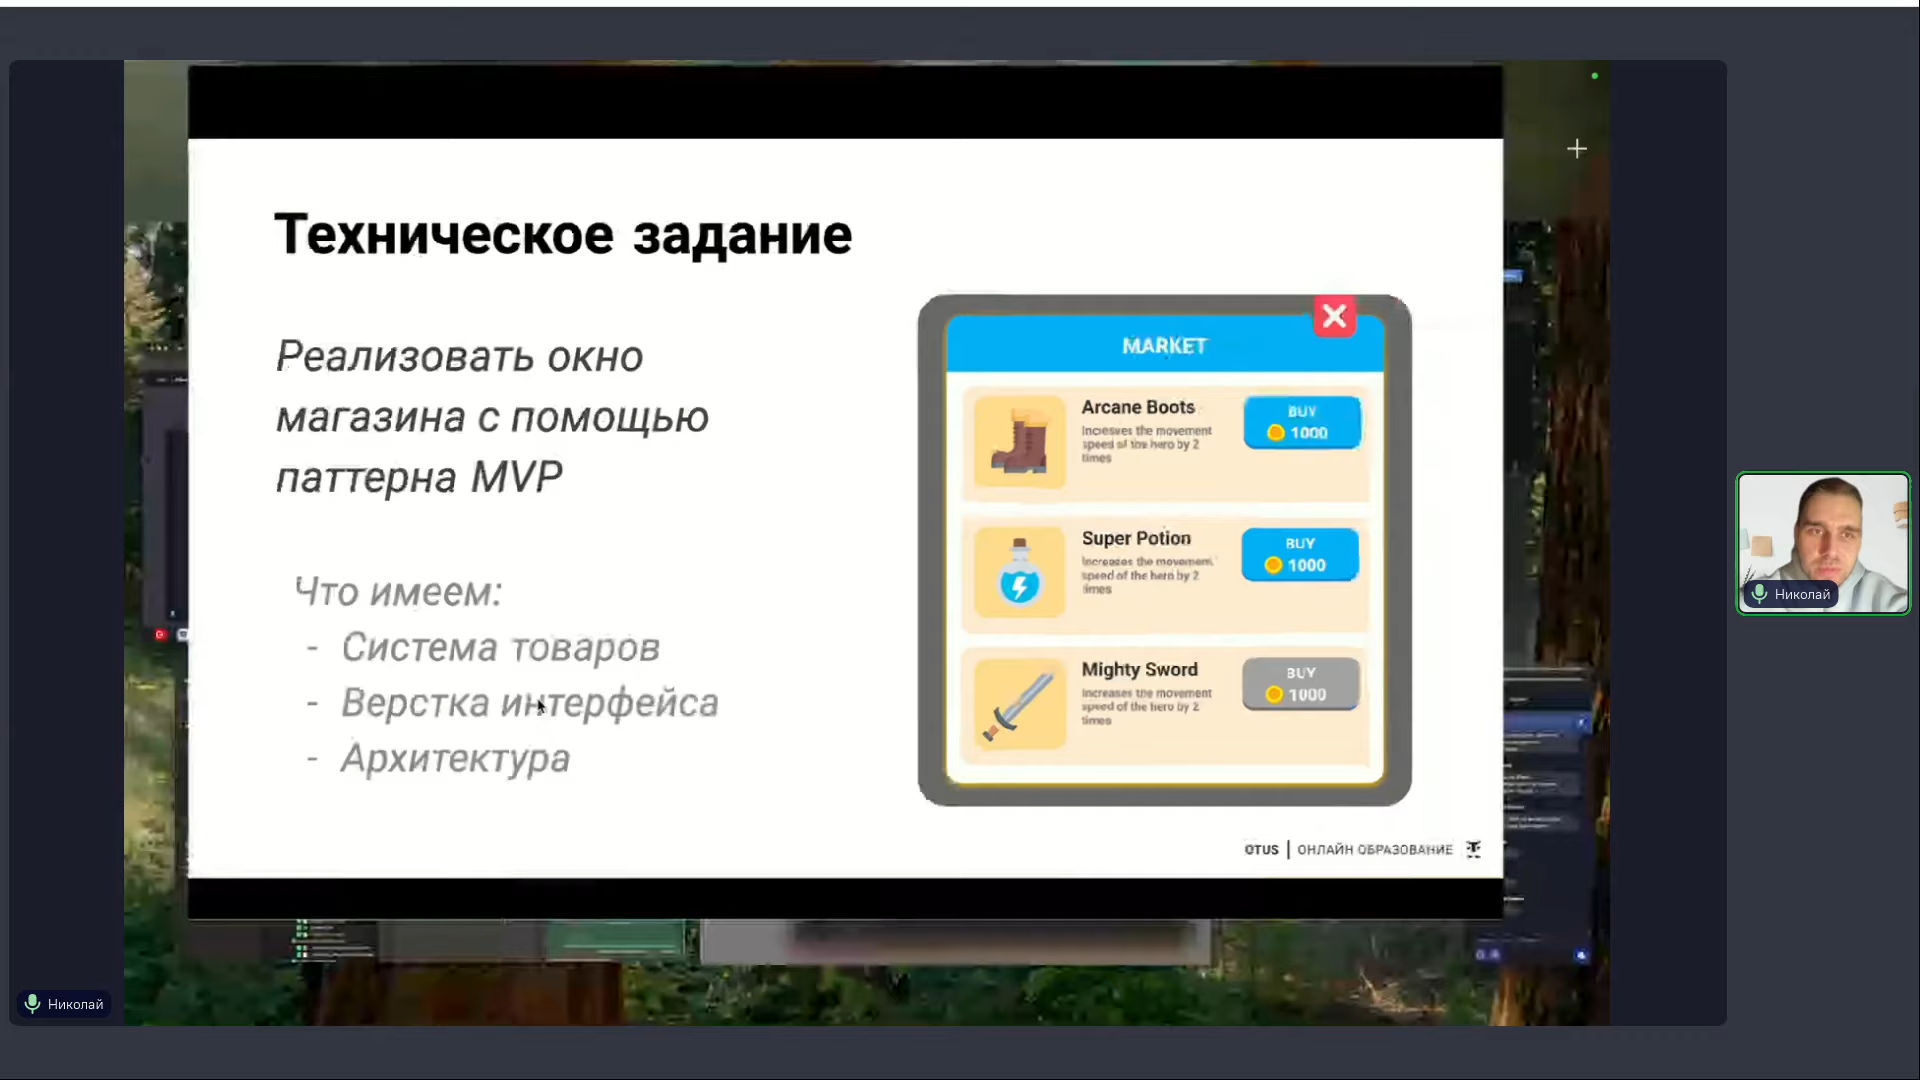 Техническое задание
Реализовать окно
магазина с помощью
паттерна MVP
Что имеем:
- Система товаров
- Верстка интерфейса
- Архитектура
MARKET
Arcane Boots
Increases the movement
speed of the hero by 2
times
BUY
1000
Super Potion
Increases the movement
speed of the hero by 2
times
BUY
1000
Mighty Sword
Increases the movement
speed of the hero by 2
times
BUY
1000
OTUS | ОНЛАЙН ОБРАЗОВАНИЕ
Николай
Николай